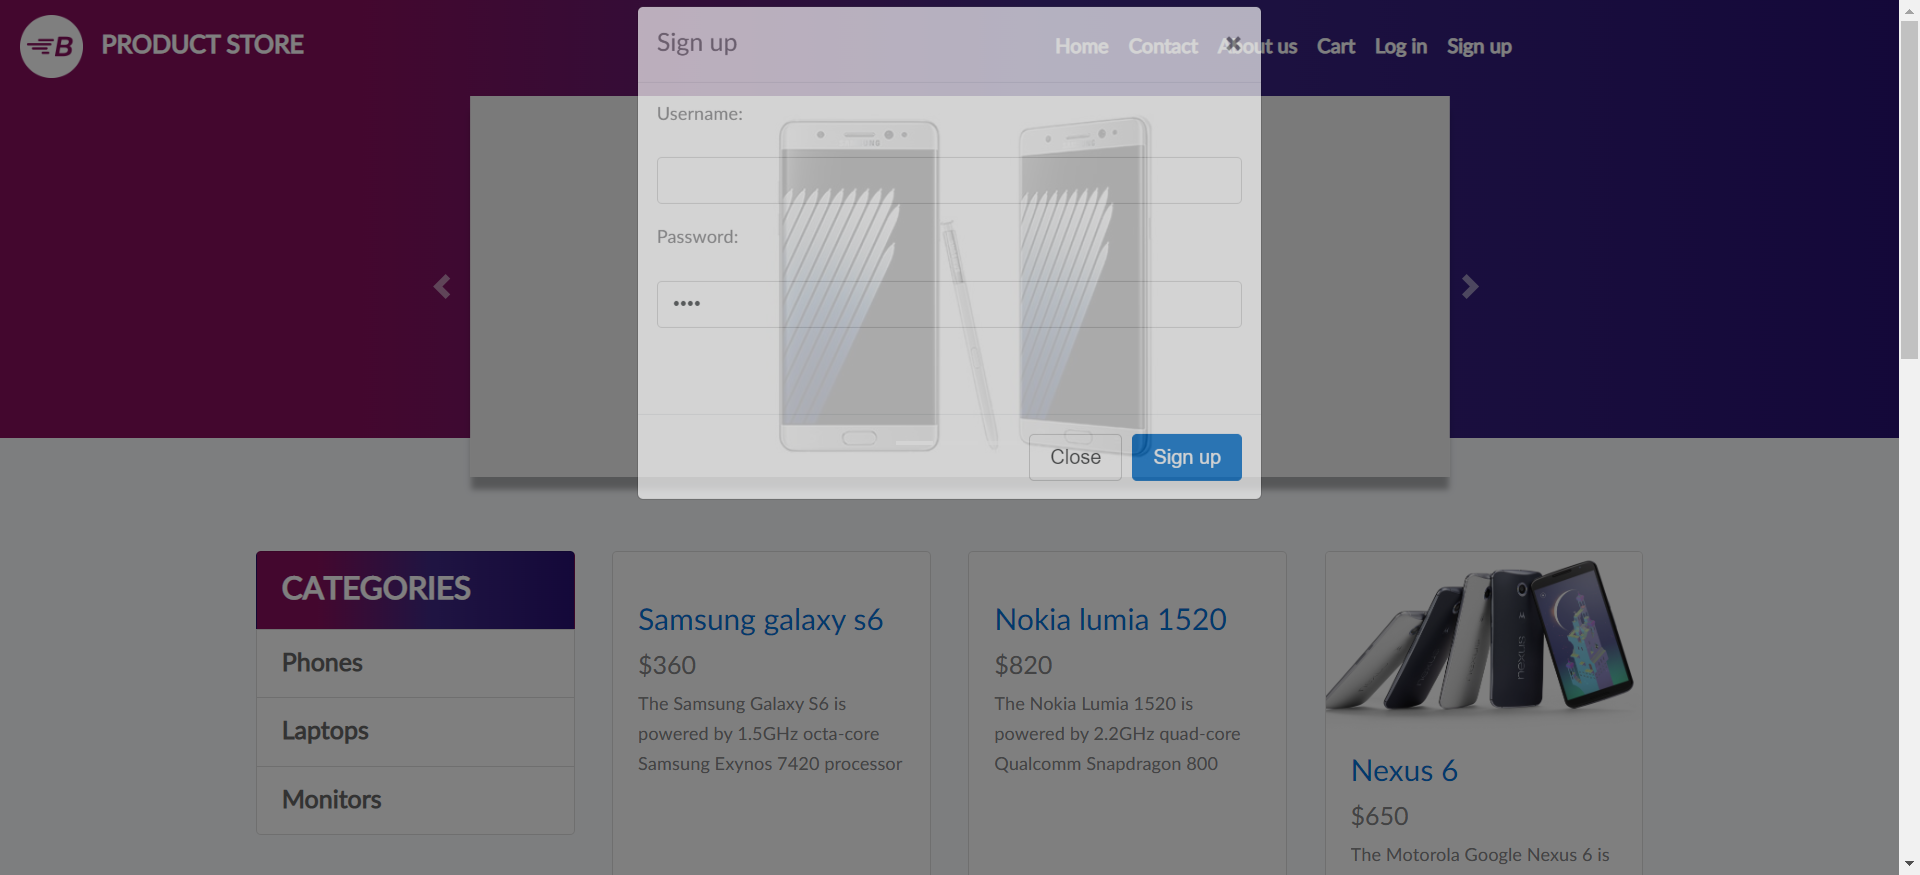 B PRODUCT STORE
Home Contact About us Cart Log in Sign up
Sign up
×
Username:
Password:
••••
Close Sign up
SAMSUNG
CATEGORIES
Phones
Laptops
Monitors
Samsung galaxy s6
$360
The Samsung Galaxy S6 is
powered by 1.5GHz octa-core
Samsung Exynos 7420 processor
Nokia lumia 1520
$820
The Nokia Lumia 1520 is
powered by 2.2GHz quad-core
Qualcomm Snapdragon 800
nexus
Nexus 6
$650
The Motorola Google Nexus 6 is